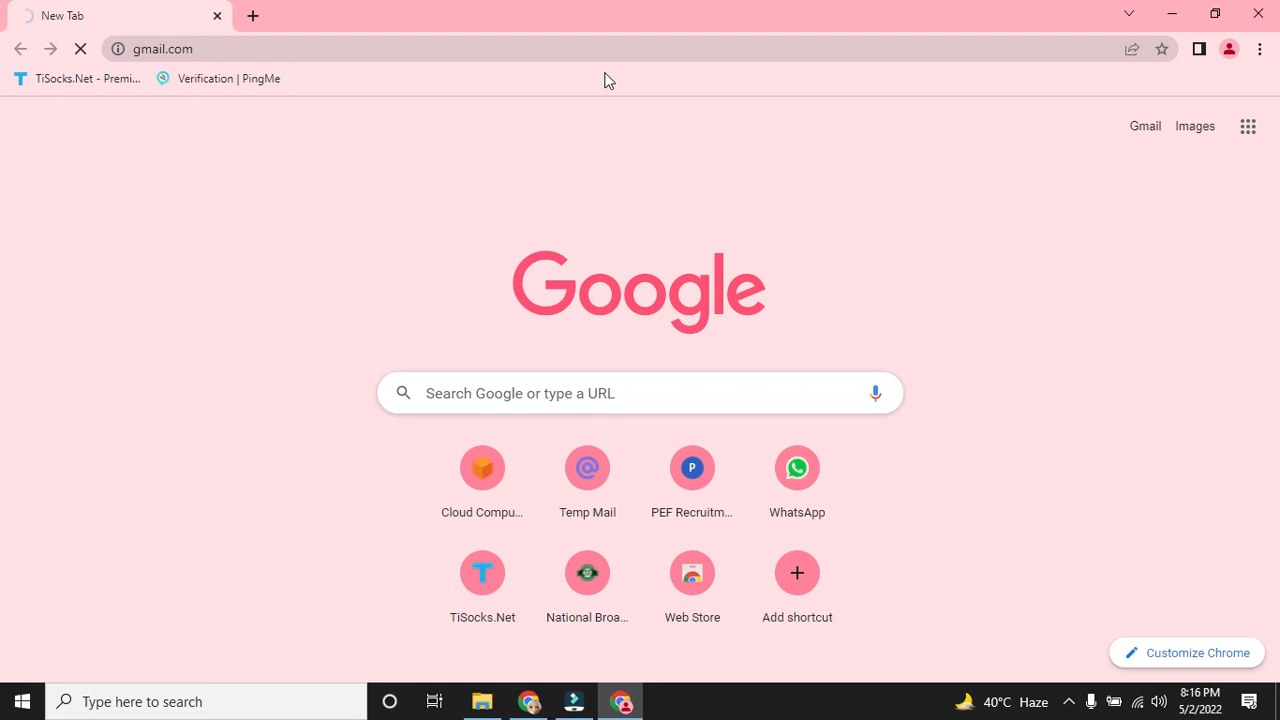 New Tab
gmail.com
TiSocks.Net - Premi...
Verification | PingMe
Gmail
Images
Google
Search Google or type a URL
Cloud Compu...
Temp Mail
P
PEF Recruitm...
WhatsApp
T
TiSocks.Net
National Broa...
Web Store
Add shortcut
Customize Chrome
Type here to search
40°C Haze
8:16 PM
5/2/2022